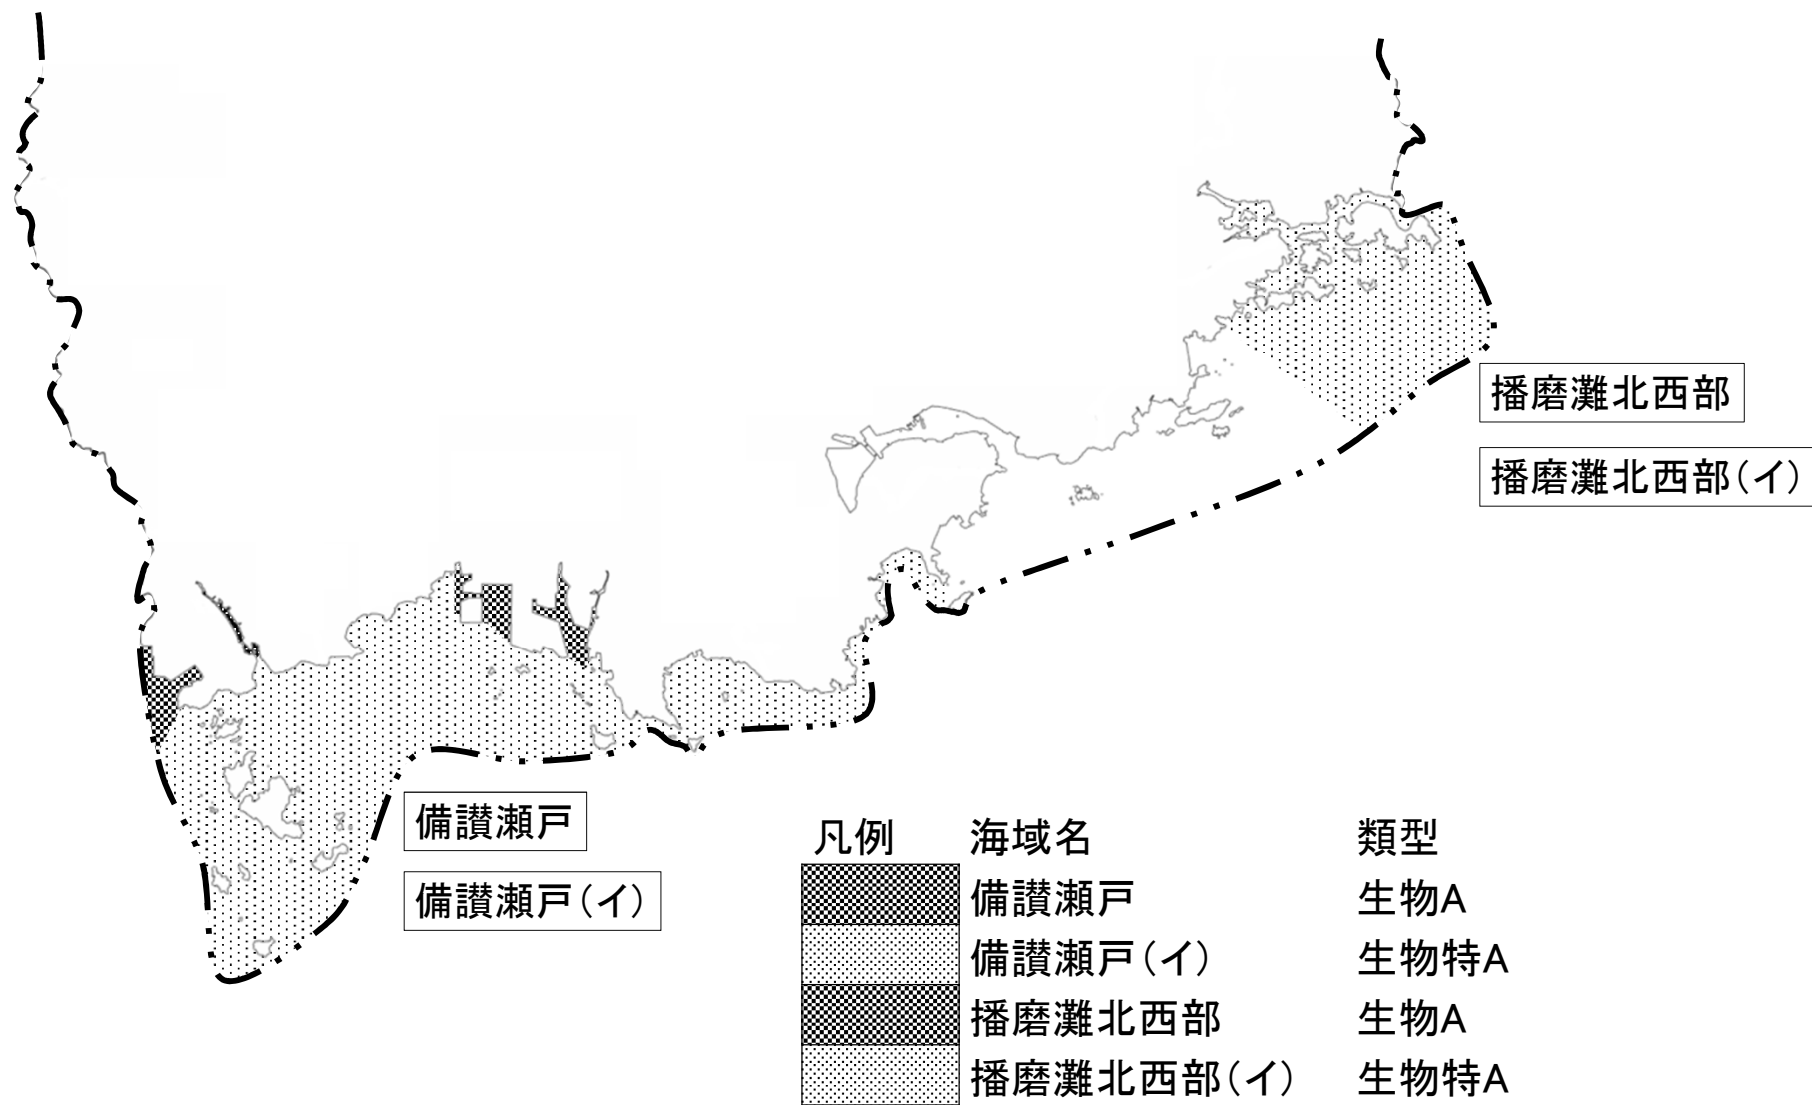 播磨灘北西部
播磨灘北西部（イ）
備讃瀬戸
備讃瀬戸（イ）
凡例 海域名 類型
備讃瀬戸 生物A
備讃瀬戸（イ） 生物特A
播磨灘北西部 生物A
播磨灘北西部（イ） 生物特A